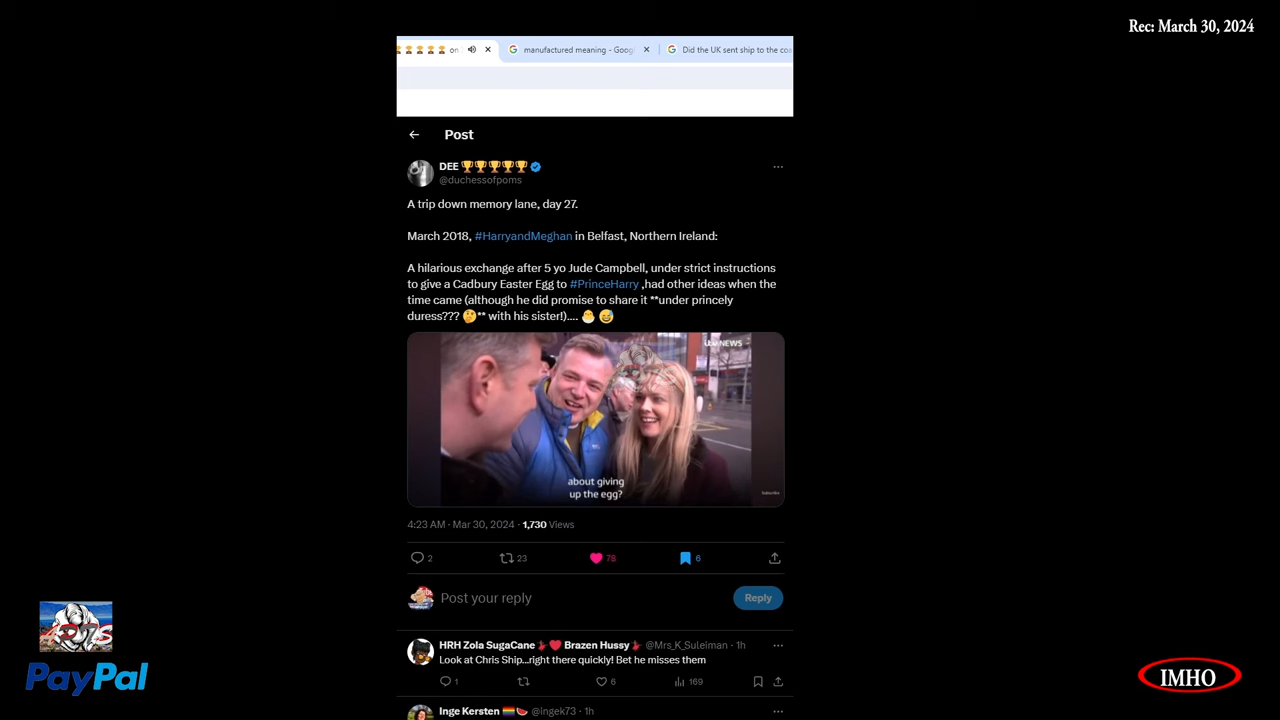 Rec: March 30, 2024
on
manufactured meaning - Goog
Did the UK sent ship to the coa
Post
DEE 🏆🏆🏆🏆🏆
@duchessofpoms
A trip down memory lane, day 27.
March 2018, #HarryandMeghan in Belfast, Northern Ireland:
A hilarious exchange after 5 yo Jude Campbell, under strict instructions
to give a Cadbury Easter Egg to #PrinceHarry ,had other ideas when the
time came (although he did promise to share it **under princely
duress??? 🤔** with his sister!).... 🐣 😅
itv NEWS
about giving
up the egg?
Subscribe
4:23 AM · Mar 30, 2024 · 1,730 Views
2 23 78 6
Post your reply
Reply
HRH Zola SugaCane💃❤️ Brazen Hussy💃 @Mrs_K_Suleiman · 1h
Look at Chris Ship...right there quickly! Bet he misses them
1 6 169
Inge Kersten 🏳️‍🌈🍉 @ingek73 · 1h
PayPal
IMHO